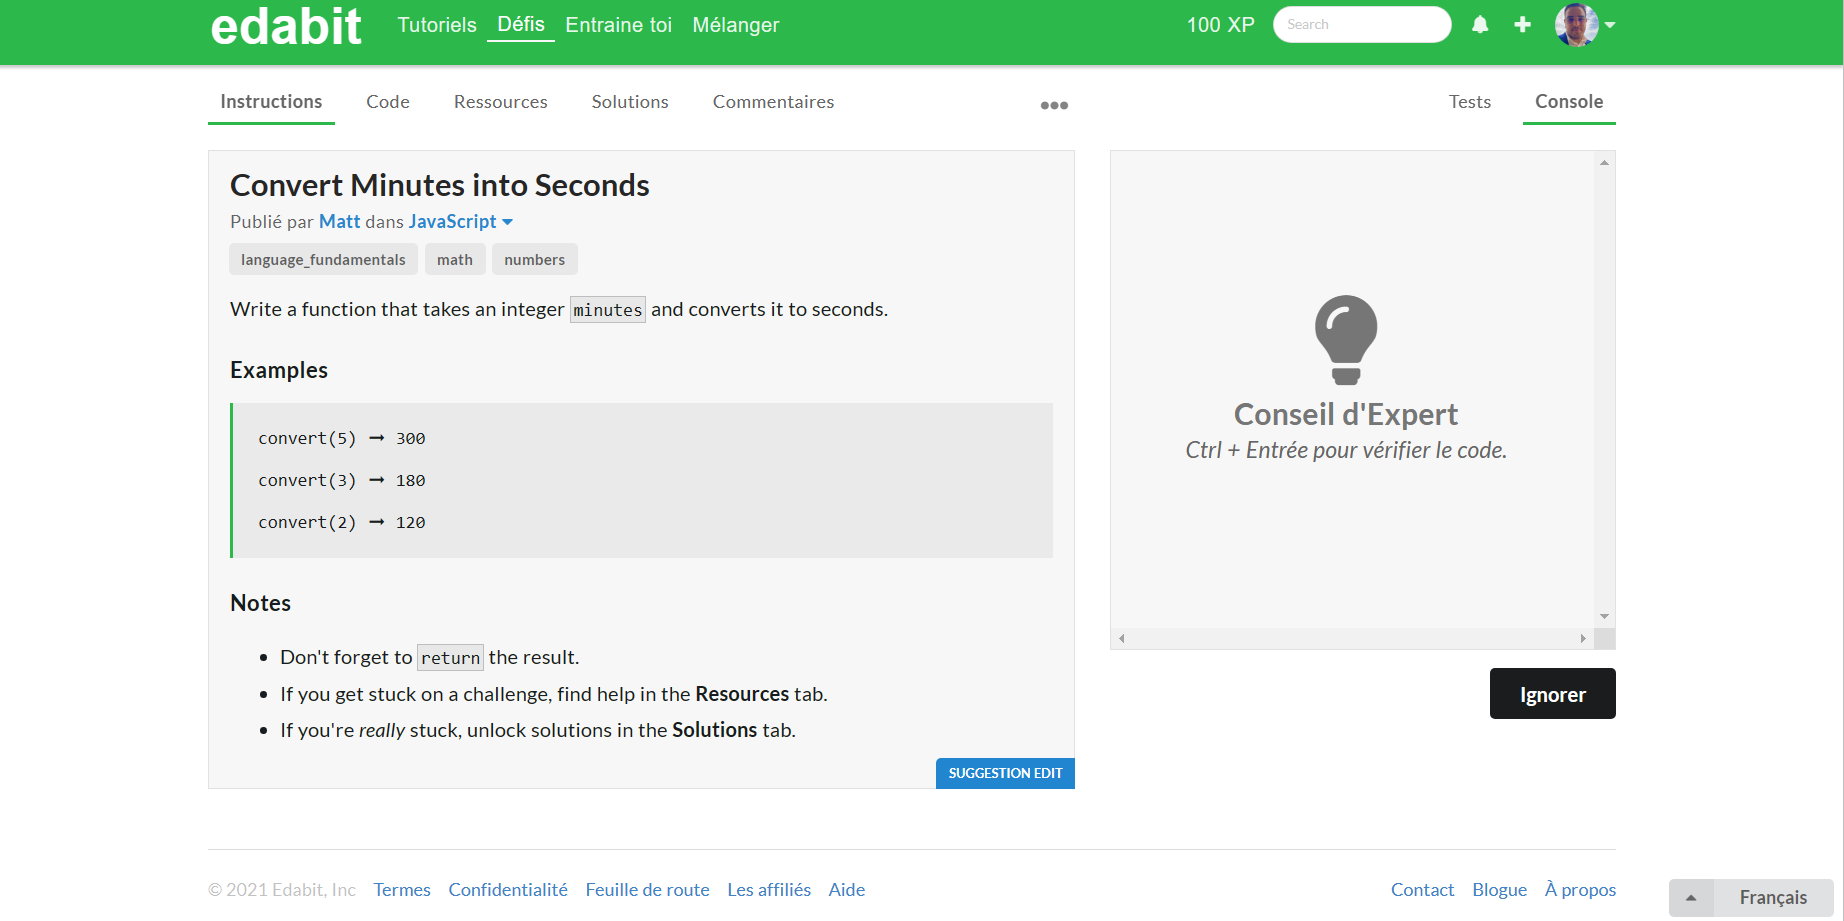 edabit Tutoriels Défis Entraine toi Mélanger 100 XP Search
Instructions Code Ressources Solutions Commentaires Tests Console
Convert Minutes into Seconds
Publié par Matt dans JavaScript
language_fundamentals math numbers
Write a function that takes an integer minutes and converts it to seconds.
Examples
convert(5) ➞ 300
convert(3) ➞ 180
convert(2) ➞ 120
Notes
Don't forget to return the result.
If you get stuck on a challenge, find help in the Resources tab.
If you're really stuck, unlock solutions in the Solutions tab.
SUGGESTION EDIT
Conseil d'Expert
Ctrl + Entrée pour vérifier le code.
Ignorer
© 2021 Edabit, Inc Termes Confidentialité Feuille de route Les affiliés Aide Contact Blogue À propos
Français